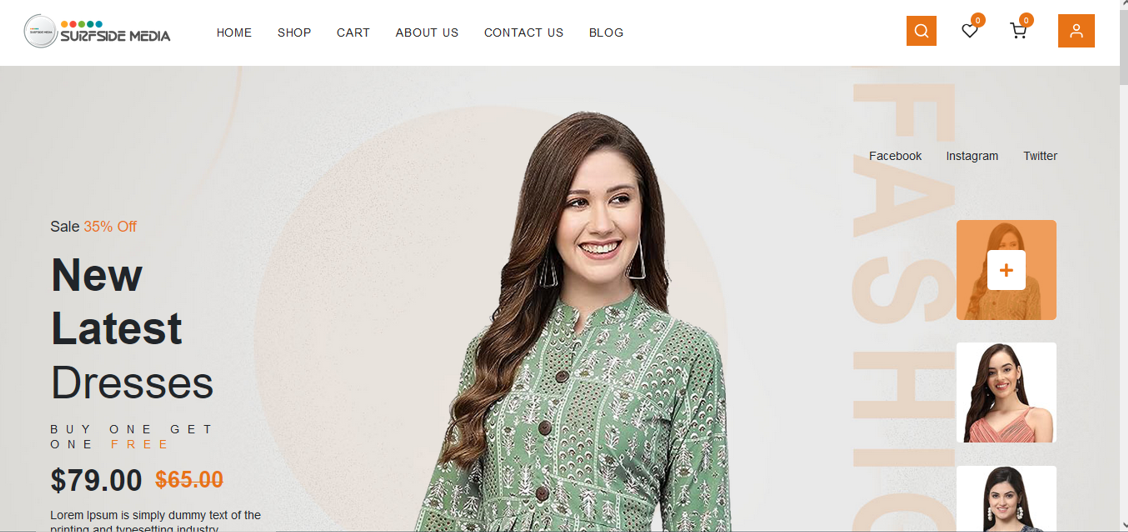 SURFSIDE MEDIA
HOME SHOP CART ABOUT US CONTACT US BLOG
0
0
FASHIO
Facebook Instagram Twitter
Sale 35% Off
New
Latest
Dresses
BUY ONE GET
ONE FREE
$79.00 $65.00
Lorem Ipsum is simply dummy text of the
printing and typesetting industry.